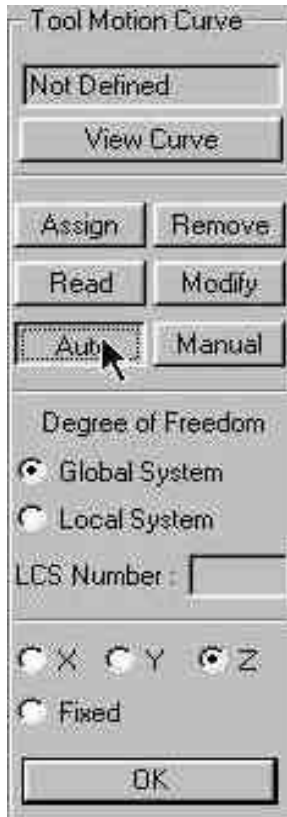 Tool Motion Curve
Not Defined
View Curve
Assign Remove
Read Modify
Auto Manual
Degree of Freedom
Global System
Local System
LCS Number :
X Y Z
Fixed
OK